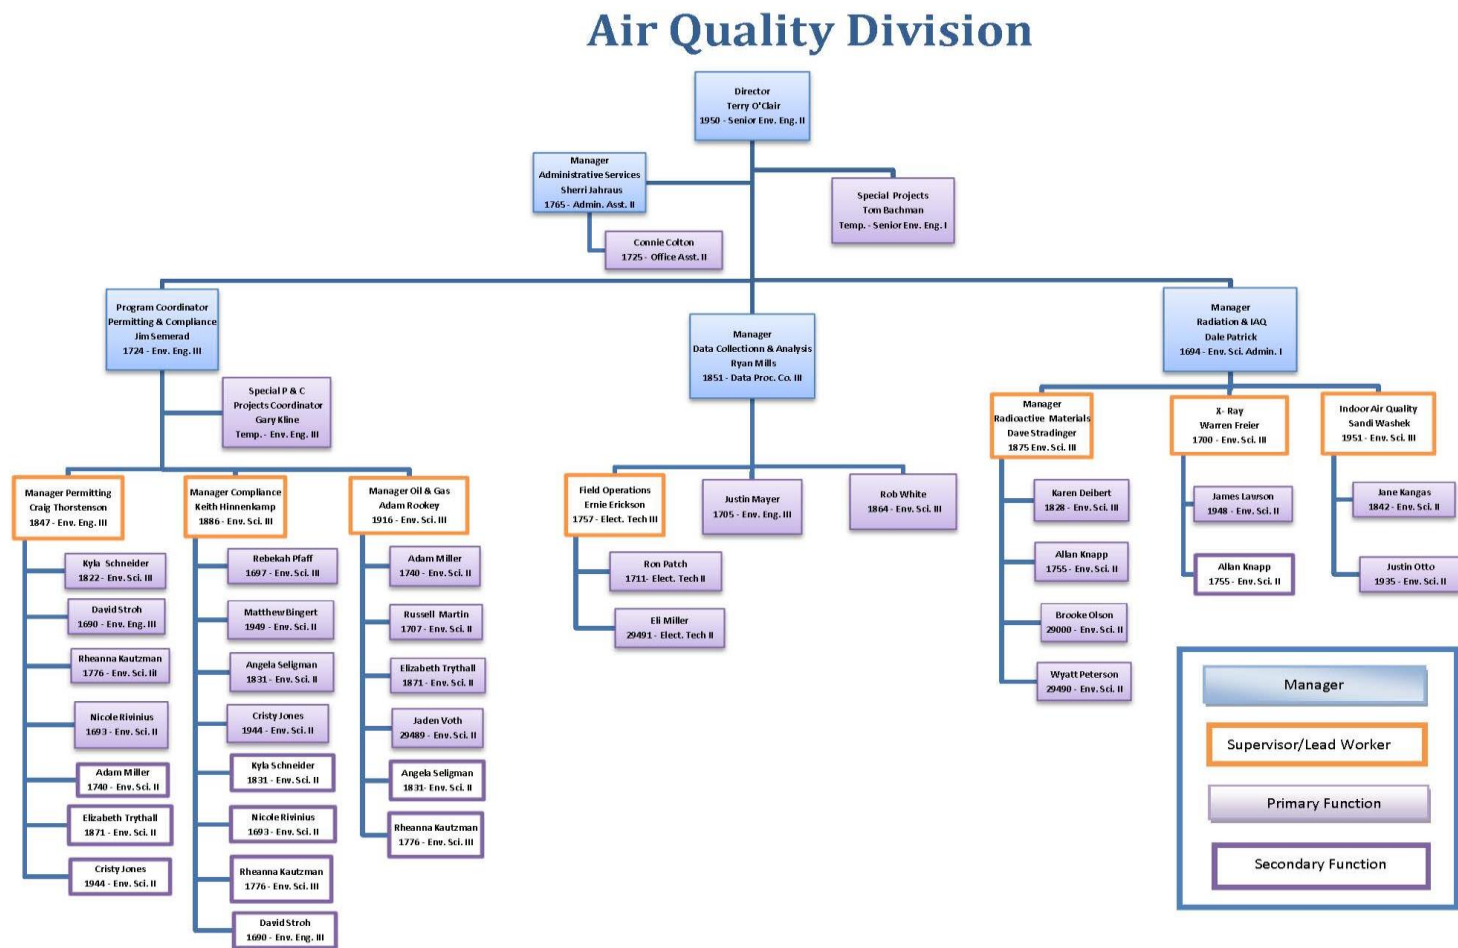 Air Quality Division
Director
Terry O'Clair
1950 - Senior Env. Eng. II
Manager
Administrative Services
Sherri Jahraus
1765 - Admin. Asst. II
Special Projects
Tom Bachman
Temp. - Senior Env. Eng. I
Connie Colton
1725 - Office Asst. II
Program Coordinator
Permitting & Compliance
Jim Semerad
1724 - Env. Eng. III
Manager
Data Collectionn & Analysis
Ryan Mills
1851 - Data Proc. Co. III
Manager
Radiation & IAQ
Dale Patrick
1694 - Env. Sci. Admin. I
Special P & C
Projects Coordinator
Gary Kline
Temp. - Env. Eng. III
Manager Permitting
Craig Thorstenson
1847 - Env. Eng. III
Kyla Schneider
1822 - Env. Sci. III
David Stroh
1690 - Env. Eng. III
Rheanna Kautzman
1776 - Env. Sci. III
Nicole Rivinius
1693 - Env. Sci. II
Adam Miller
1740 - Env. Sci. II
Elizabeth Trythall
1871 - Env. Sci. II
Cristy Jones
1944 - Env. Sci. II
Manager Compliance
Keith Hinnenkamp
1886 - Env. Sci. III
Rebekah Pfaff
1697 - Env. Sci. III
Matthew Bingert
1949 - Env. Sci. II
Angela Seligman
1831 - Env. Sci. II
Cristy Jones
1944 - Env. Sci. II
Kyla Schneider
1831 - Env. Sci. II
Nicole Rivinius
1693 - Env. Sci. II
Rheanna Kautzman
1776 - Env. Sci. III
David Stroh
1690 - Env. Eng. III
Manager Oil & Gas
Adam Rookey
1916 - Env. Sci. III
Adam Miller
1740 - Env. Sci. II
Russell Martin
1707 - Env. Sci. II
Elizabeth Trythall
1871 - Env. Sci. II
Jaden Voth
29489 - Env. Sci. II
Angela Seligman
1831- Env. Sci. II
Rheanna Kautzman
1776 - Env. Sci. III
Field Operations
Ernie Erickson
1757 - Elect. Tech III
Ron Patch
1711- Elect. Tech II
Eli Miller
29491 - Elect. Tech II
Justin Mayer
1705 - Env. Eng. III
Rob White
1864 - Env. Sci. III
Manager
Radioactive Materials
Dave Stradinger
1875 Env. Sci. III
Karen Deibert
1828 - Env. Sci. III
Allan Knapp
1755 - Env. Sci. II
Brooke Olson
29000 - Env. Sci. II
Wyatt Peterson
29490 - Env. Sci. II
X- Ray
Warren Freier
1700 - Env. Sci. III
James Lawson
1948 - Env. Sci. II
Allan Knapp
1755 - Env. Sci. II
Indoor Air Quality
Sandi Washek
1951 - Env. Sci. III
Jane Kangas
1842 - Env. Sci. II
Justin Otto
1935 - Env. Sci. II
Manager
Supervisor/Lead Worker
Primary Function
Secondary Function